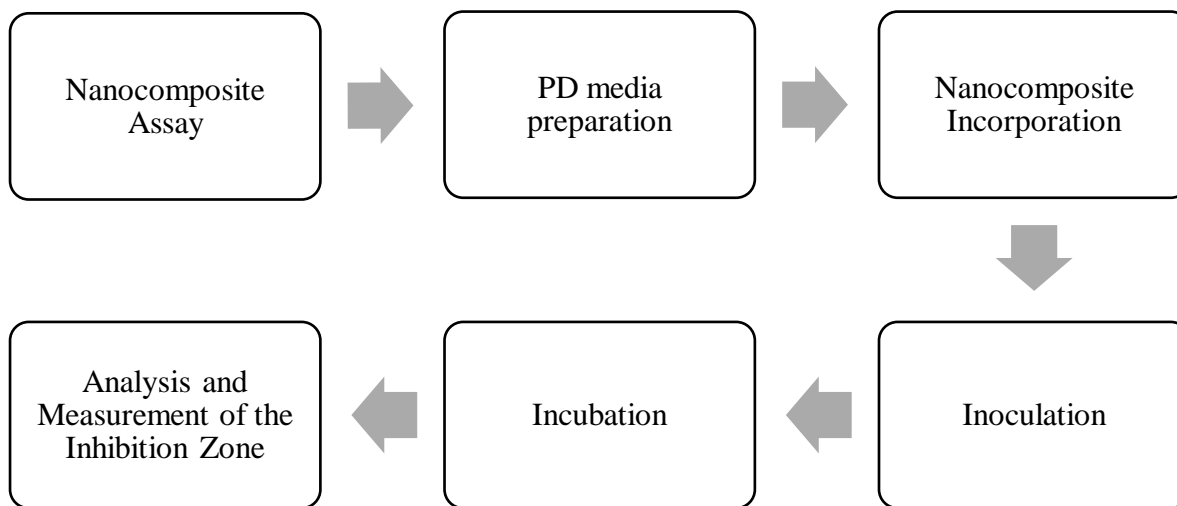 Nanocomposite
Assay
PD media
preparation
Nanocomposite
Incorporation
Inoculation
Incubation
Analysis and
Measurement of the
Inhibition Zone